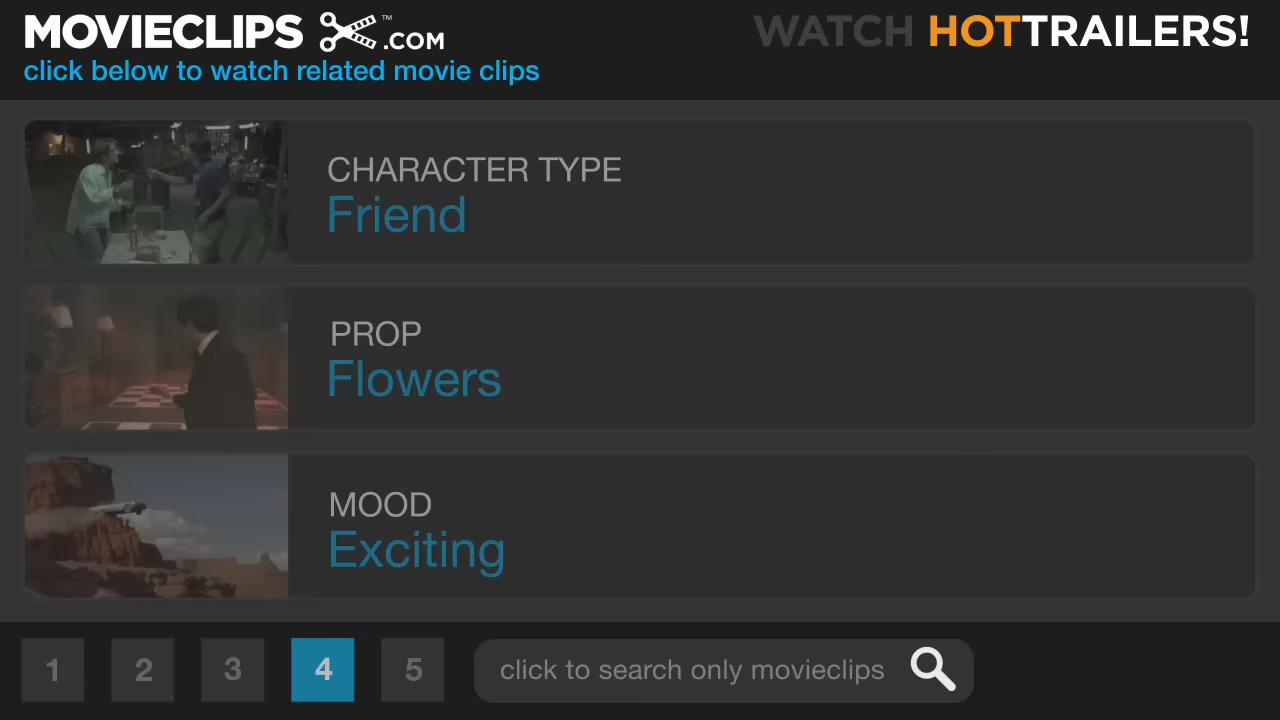 MOVIECLIPS ™ .COM
WATCH HOTTRAILERS!
click below to watch related movie clips
CHARACTER TYPE
Friend
PROP
Flowers
MOOD
Exciting
1 2 3 4 5 click to search only movieclips